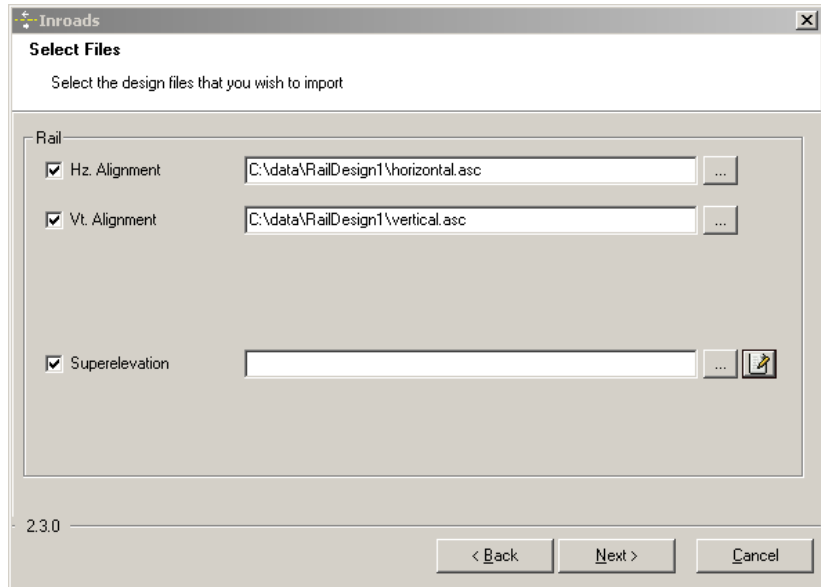 Inroads
Select Files
Select the design files that you wish to import
Rail
Hz. Alignment C:\data\RailDesign1\horizontal.asc ...
Vt. Alignment C:\data\RailDesign1\vertical.asc ...
Superelevation ...
2.3.0
< Back Next > Cancel